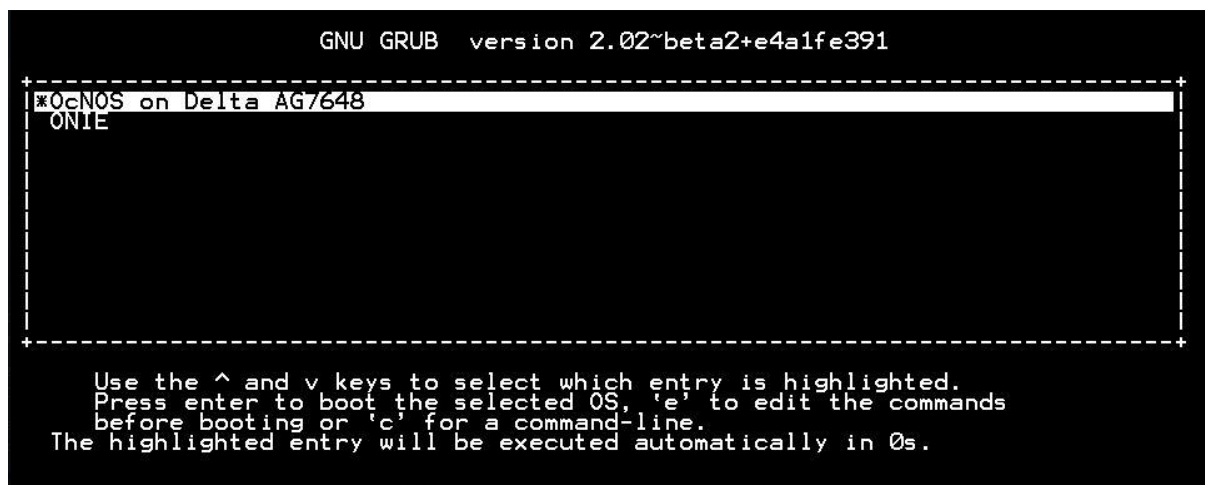 GNU GRUB  version 2.02~beta2+e4a1fe391
*OcNOS on Delta AG7648
ONIE
Use the ^ and v keys to select which entry is highlighted.
Press enter to boot the selected OS, 'e' to edit the commands
before booting or 'c' for a command-line.
The highlighted entry will be executed automatically in 0s.